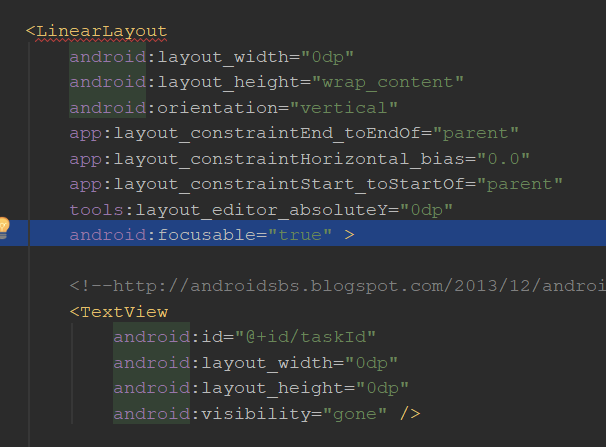 <LinearLayout
android:layout_width="0dp"
android:layout_height="wrap_content"
android:orientation="vertical"
app:layout_constraintEnd_toEndOf="parent"
app:layout_constraintHorizontal_bias="0.0"
app:layout_constraintStart_toStartOf="parent"
tools:layout_editor_absoluteY="0dp"
android:focusable="true" >
<!--http://androidsbs.blogspot.com/2013/12/androi
<TextView
android:id="@+id/taskId"
android:layout_width="0dp"
android:layout_height="0dp"
android:visibility="gone" />